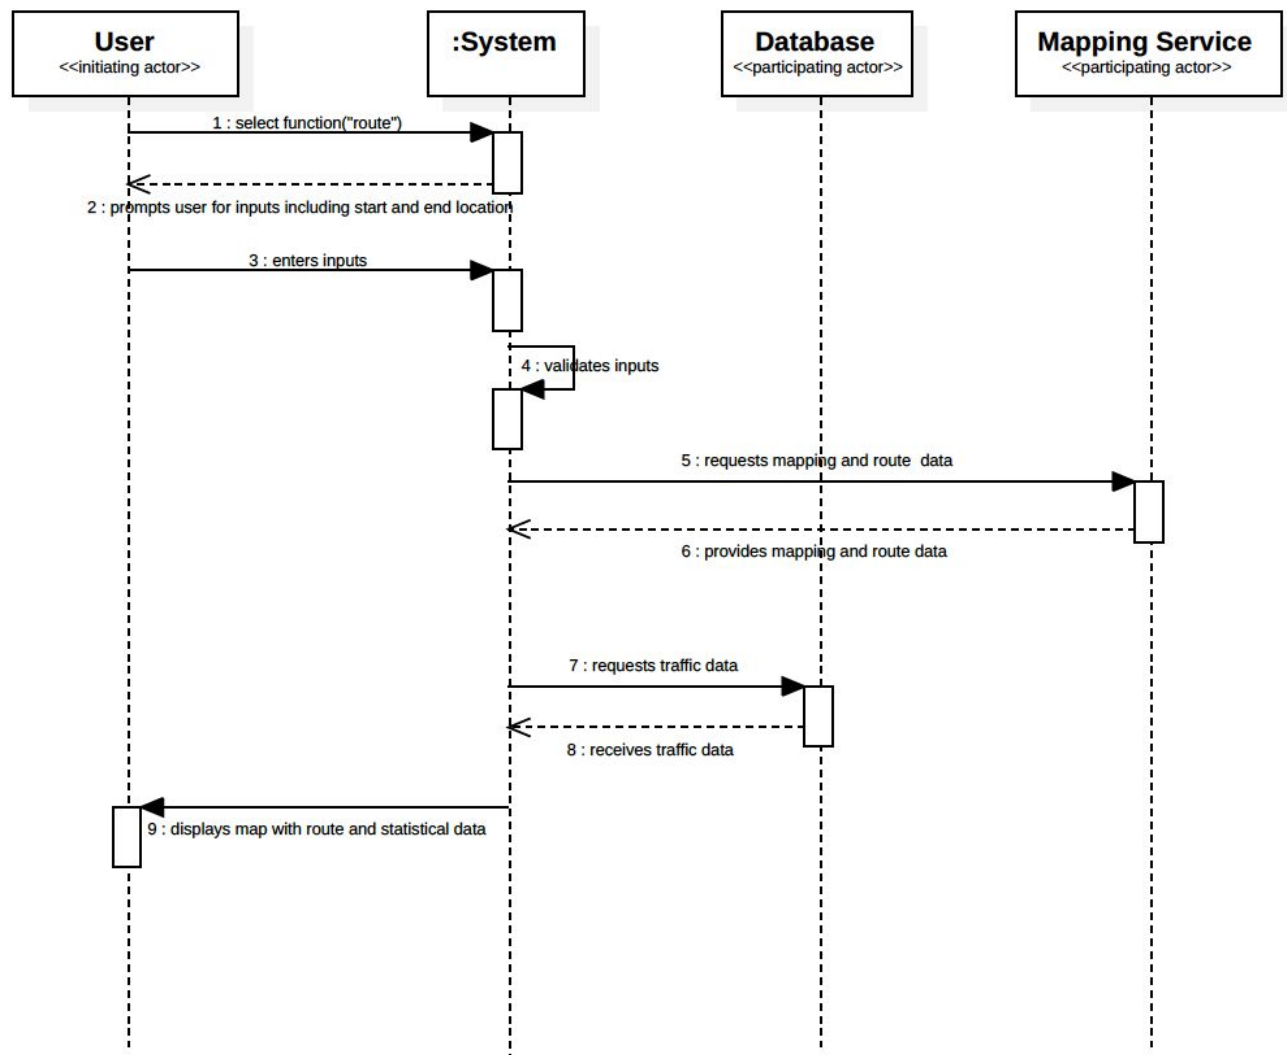 User
<<initiating actor>>
:System
Database
<<participating actor>>
Mapping Service
<<participating actor>>
1 : select function("route")
2 : prompts user for inputs including start and end location
3 : enters inputs
4 : validates inputs
5 : requests mapping and route  data
6 : provides mapping and route data
7 : requests traffic data
8 : receives traffic data
9 : displays map with route and statistical data